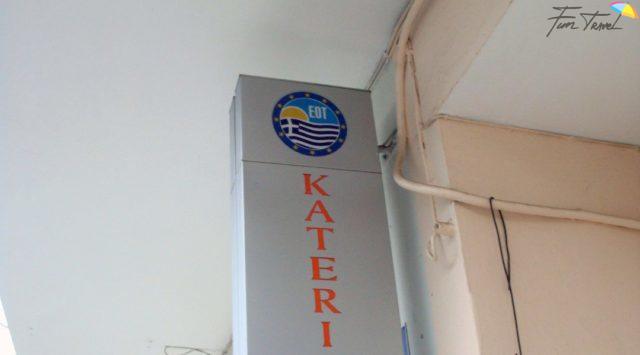 Fun Travel
EOT
KATERI